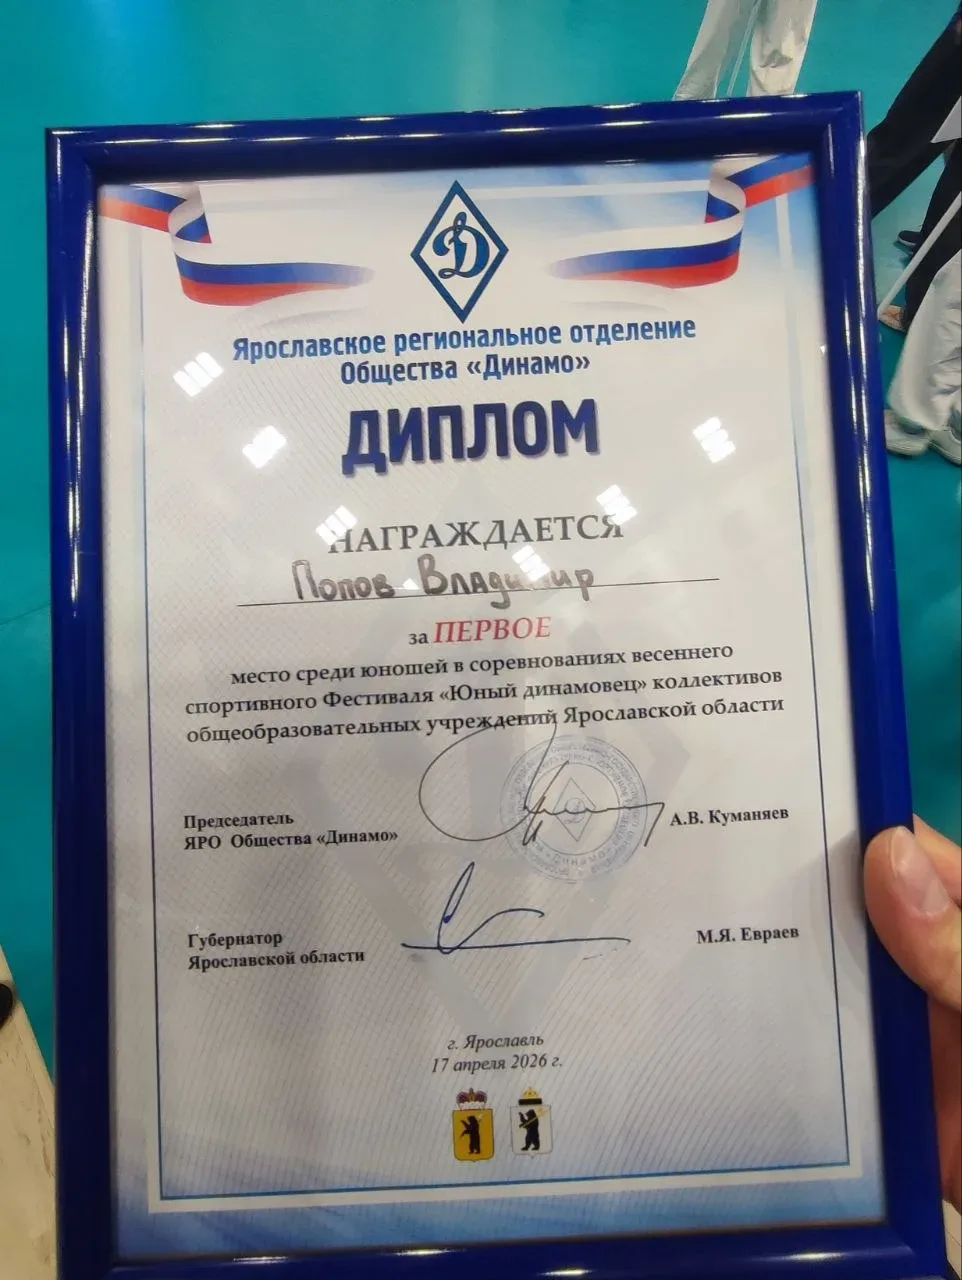 Ярославское региональное отделение
Общества «Динамо»
ДИПЛОМ
НАГРАЖДАЕТСЯ
Попов Владимир
за ПЕРВОЕ
место среди юношей в соревнованиях весеннего
спортивного Фестиваля «Юный динамовец» коллективов
общеобразовательных учреждений Ярославской области
Председатель
ЯРО Общества «Динамо»
А.В. Куманяев
Губернатор
Ярославской области
М.Я. Евраев
г. Ярославль
17 апреля 2026 г.